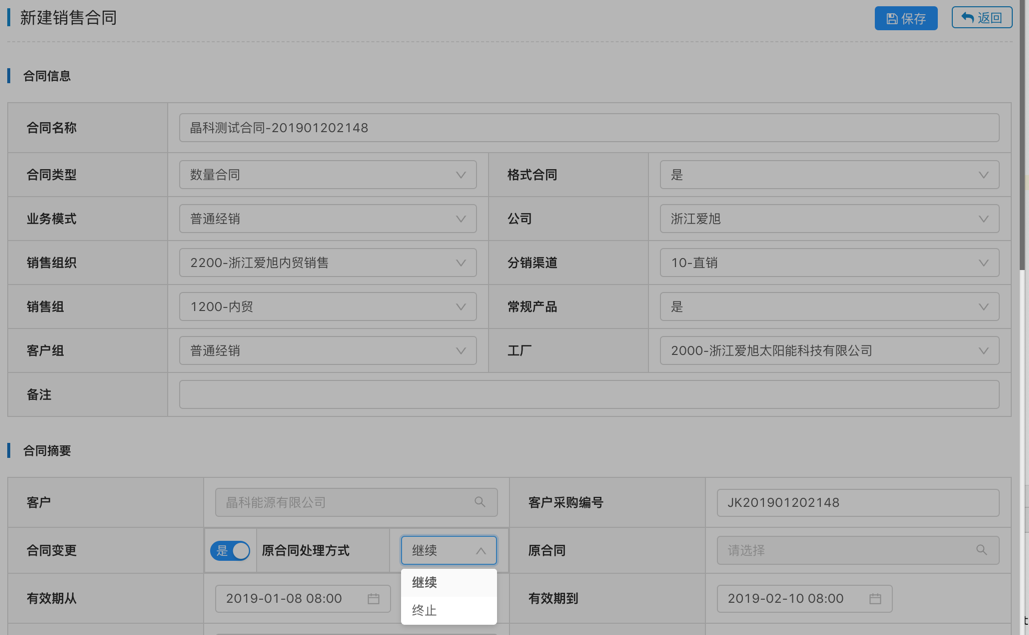 新建销售合同
保存
返回
合同信息
合同名称
晶科测试合同-201901202148
合同类型
数量合同
格式合同
是
业务模式
普通经销
公司
浙江爱旭
销售组织
2200-浙江爱旭内贸销售
分销渠道
10-直销
销售组
1200-内贸
常规产品
是
客户组
普通经销
工厂
2000-浙江爱旭太阳能科技有限公司
备注
合同摘要
客户
晶科能源有限公司
客户采购编号
JK201901202148
合同变更
是
原合同处理方式
继续
原合同
请选择
继续
终止
有效期从
2019-01-08 08:00
有效期到
2019-02-10 08:00